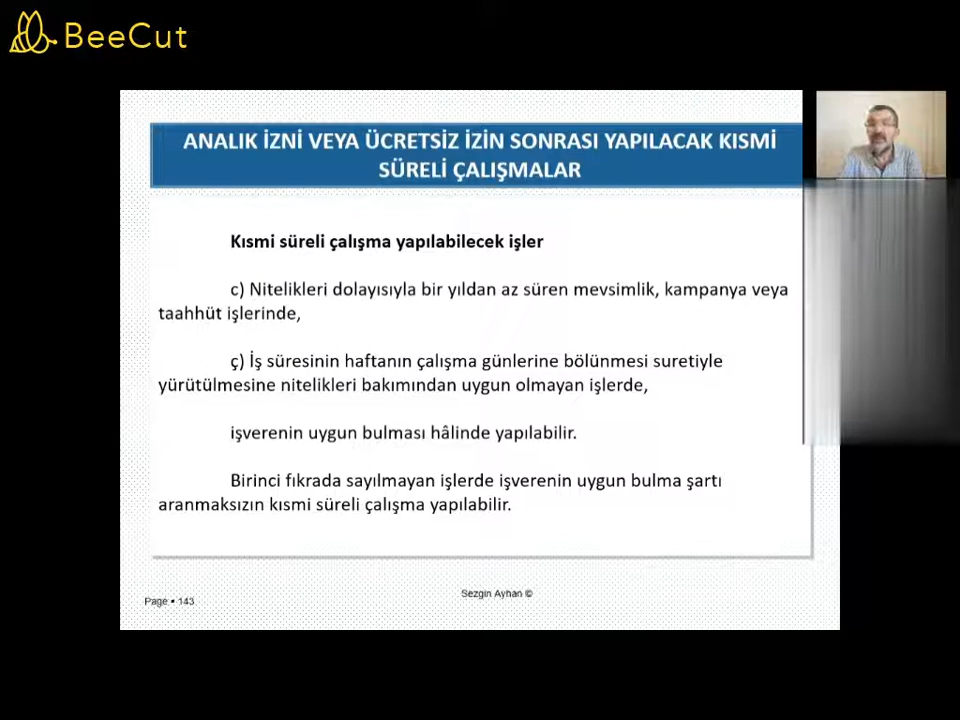 BeeCut
ANALIK İZNİ VEYA ÜCRETSİZ İZİN SONRASI YAPILACAK KISMİ
SÜRELİ ÇALIŞMALAR
Kısmi süreli çalışma yapılabilecek işler
c) Nitelikleri dolayısıyla bir yıldan az süren mevsimlik, kampanya veya
taahhüt işlerinde,
ç) İş süresinin haftanın çalışma günlerine bölünmesi suretiyle
yürütülmesine nitelikleri bakımından uygun olmayan işlerde,
işverenin uygun bulması hâlinde yapılabilir.
Birinci fıkrada sayılmayan işlerde işverenin uygun bulma şartı
aranmaksızın kısmi süreli çalışma yapılabilir.
Page ▪ 143
Sezgin Ayhan ©